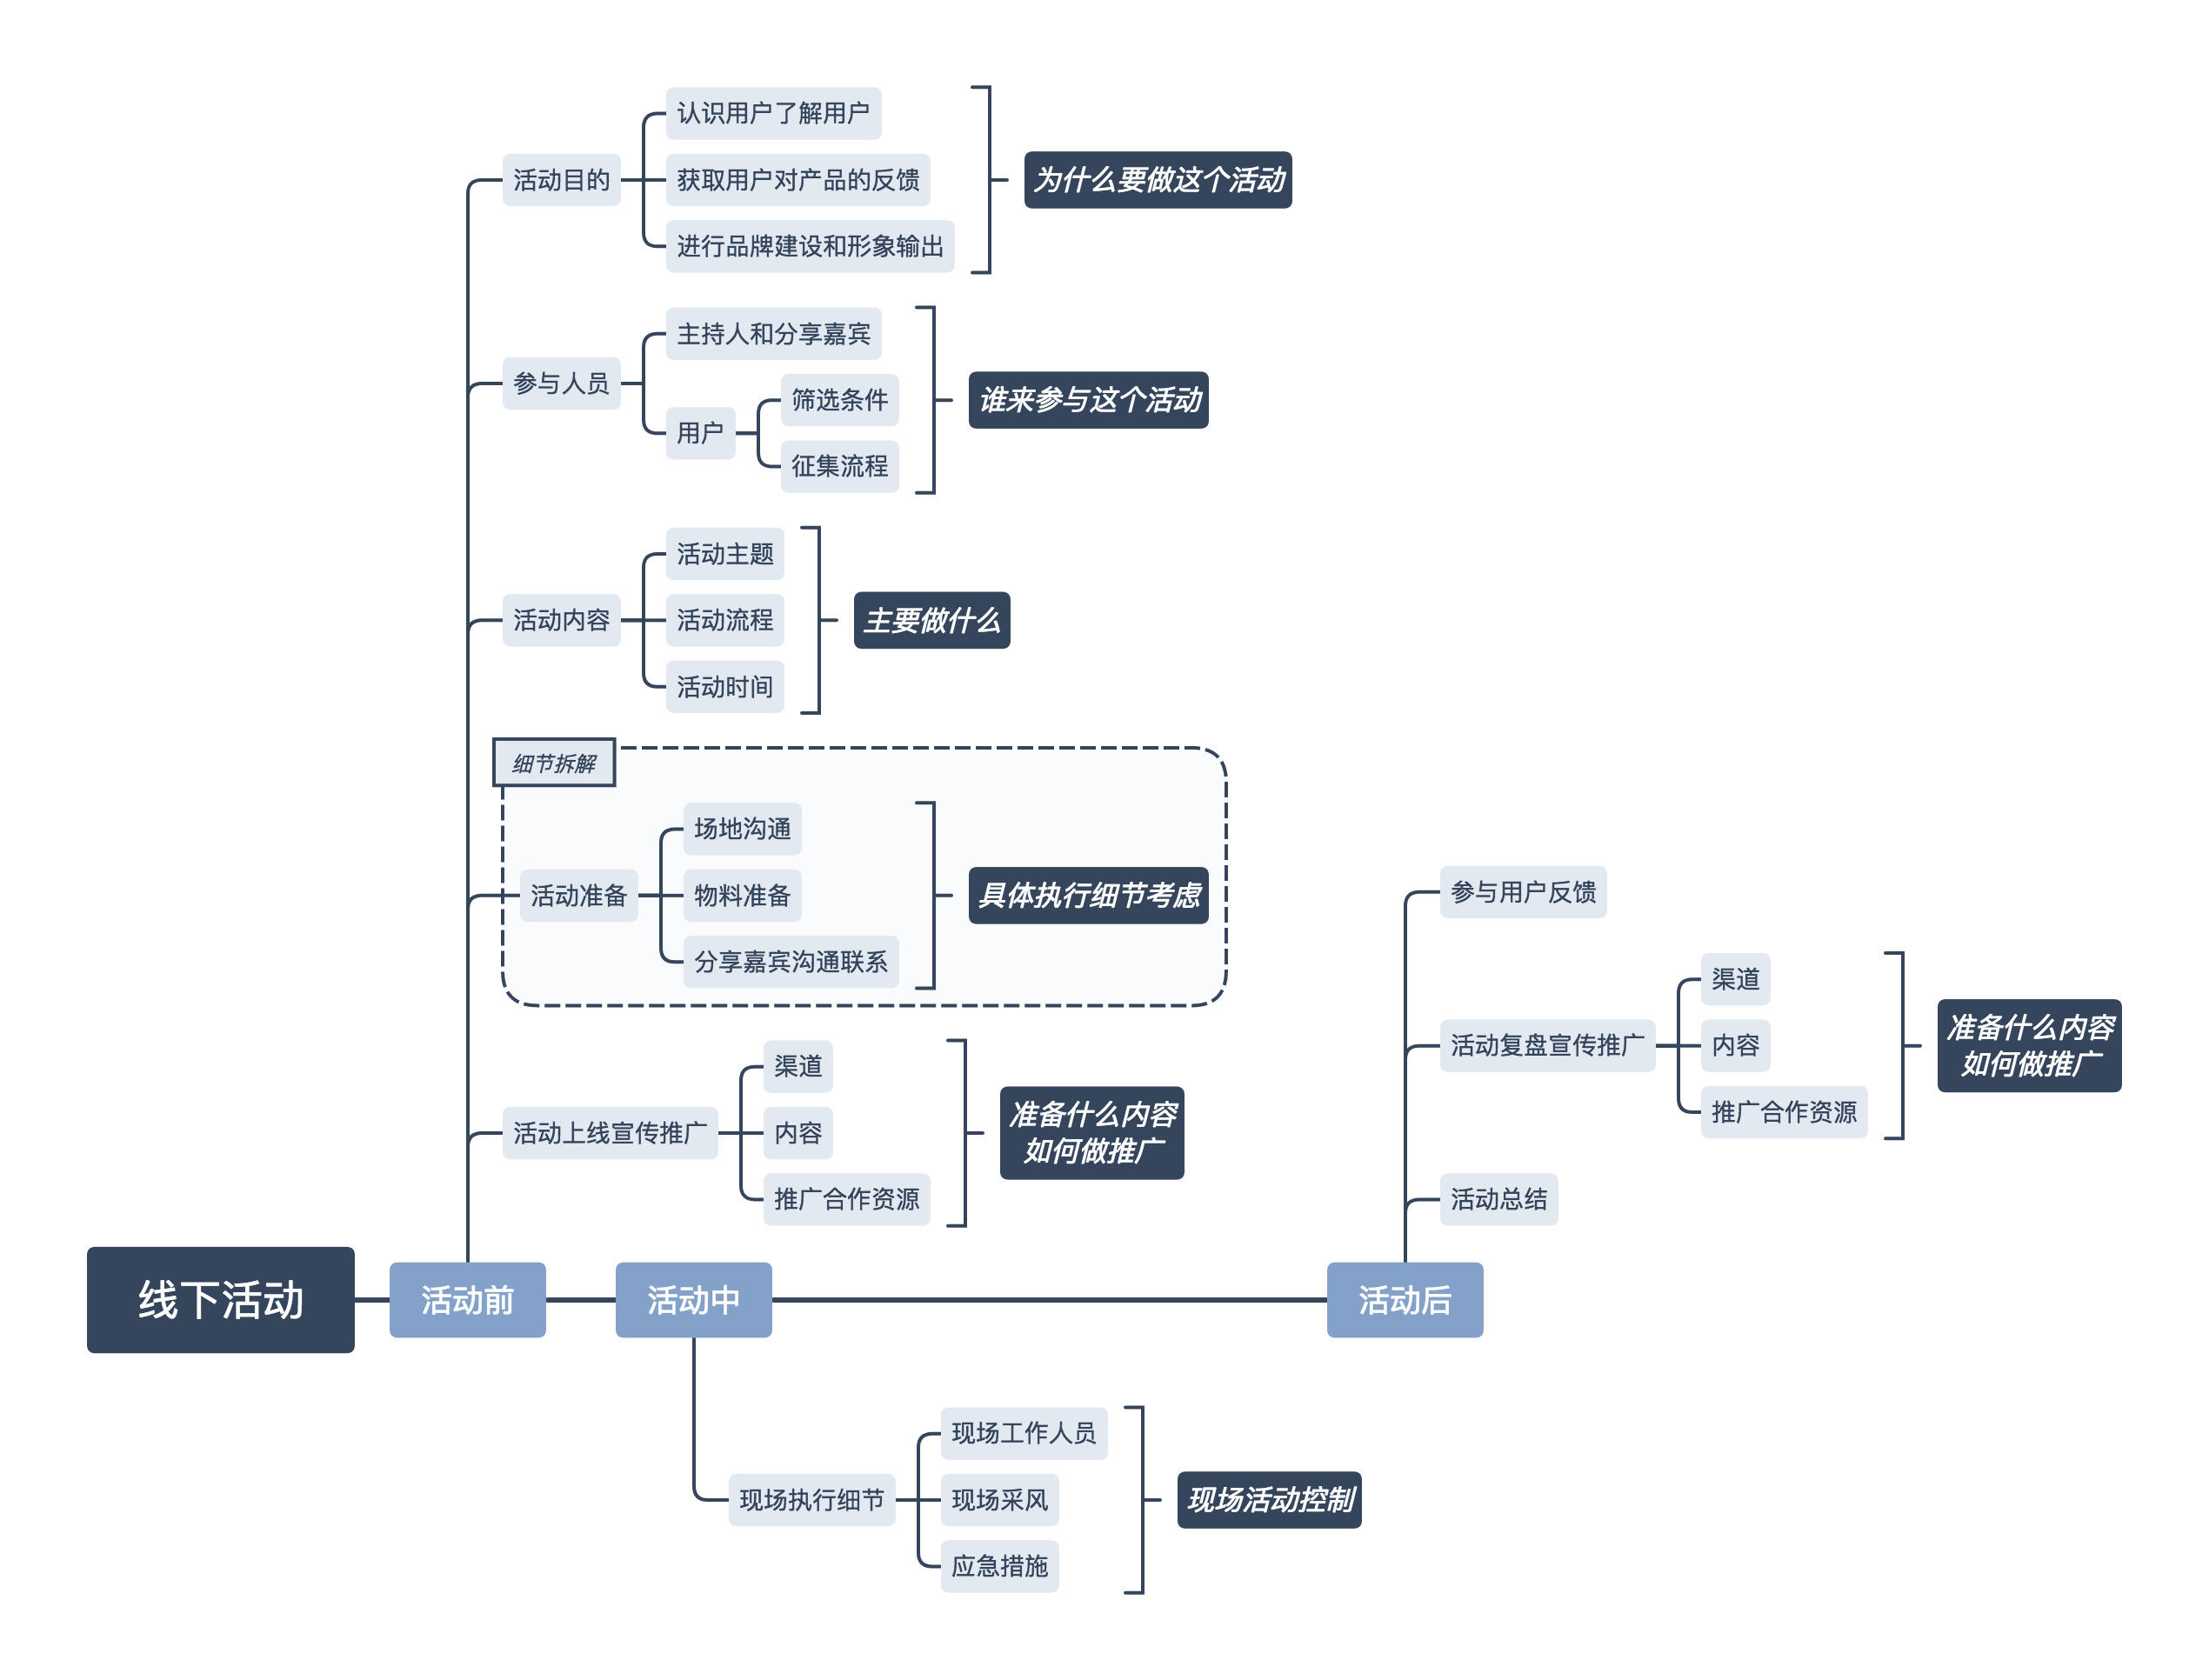 认识用户了解用户
活动目的
获取用户对产品的反馈
为什么要做这个活动
进行品牌建设和形象输出
主持人和分享嘉宾
参与人员
筛选条件
谁来参与这个活动
用户
征集流程
活动主题
活动内容
活动流程
主要做什么
活动时间
细节拆解
场地沟通
活动准备
物料准备
具体执行细节考虑
分享嘉宾沟通联系
渠道
活动上线宣传推广
内容
准备什么内容
如何做推广
推广合作资源
参与用户反馈
渠道
活动复盘宣传推广
内容
准备什么内容
如何做推广
推广合作资源
活动总结
线下活动
活动前
活动中
活动后
现场工作人员
现场执行细节
现场采风
现场活动控制
应急措施